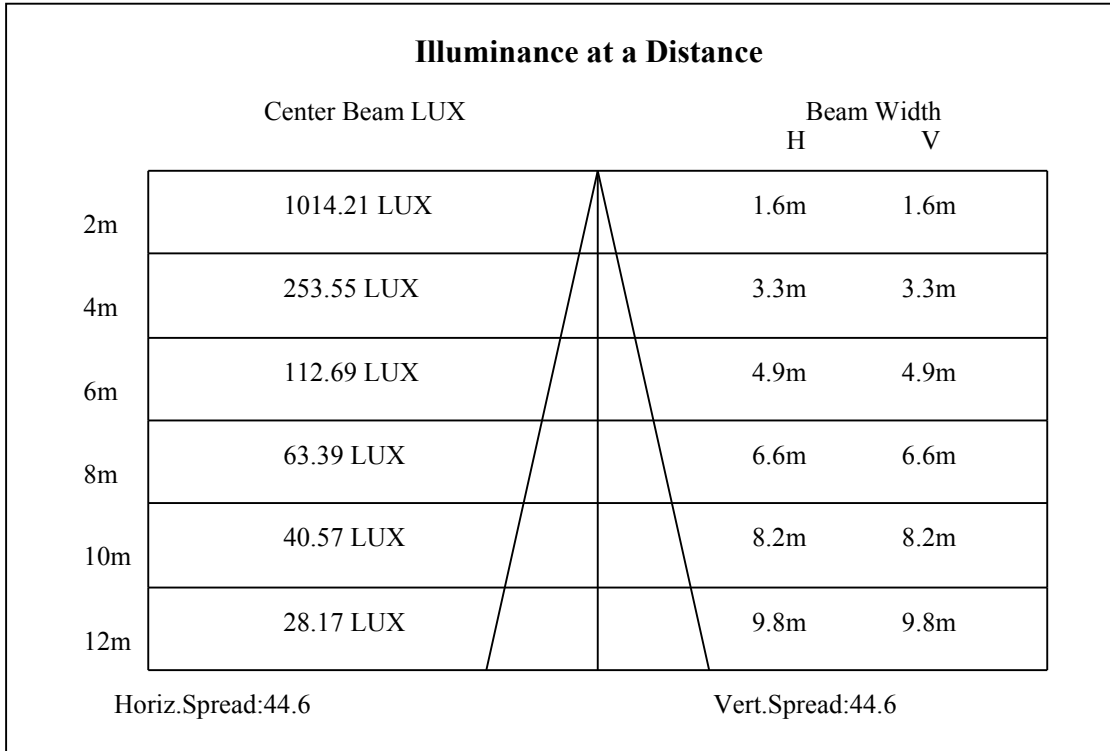 Illuminance at a Distance
Center Beam LUX Beam Width
H V
2m 1014.21 LUX 1.6m 1.6m
4m 253.55 LUX 3.3m 3.3m
6m 112.69 LUX 4.9m 4.9m
8m 63.39 LUX 6.6m 6.6m
10m 40.57 LUX 8.2m 8.2m
12m 28.17 LUX 9.8m 9.8m
Horiz.Spread:44.6 Vert.Spread:44.6